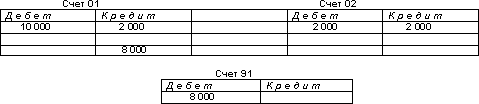 Счет 01 Счет 02
Дебет Кредит Дебет Кредит
10 000 2 000 2 000 2 000
8 000
Счет 91
Дебет Кредит
8 000